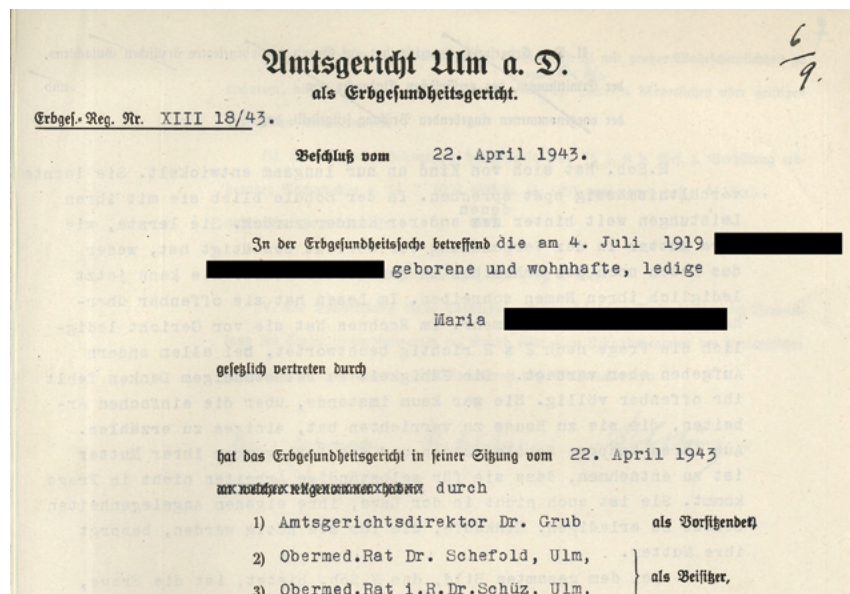 6/9.
Amtsgericht Ulm a. D.
als Erbgesundheitsgericht.
Erbges.-Reg. Nr. XIII 18/43.
Beschluß vom 22. April 1943.
In der Erbgesundheitssache betreffend die am 4. Juli 1919
geborene und wohnhafte, ledige
Maria
gesetzlich vertreten durch
hat das Erbgesundheitsgericht in seiner Sitzung vom 22. April 1943
durch
1) Amtsgerichtsdirektor Dr. Grub als Vorsitzender,
2) Obermed.Rat Dr. Schefold, Ulm,
als Beisitzer,
3) Obermed.Rat i.R.Dr.Schüz, Ulm,